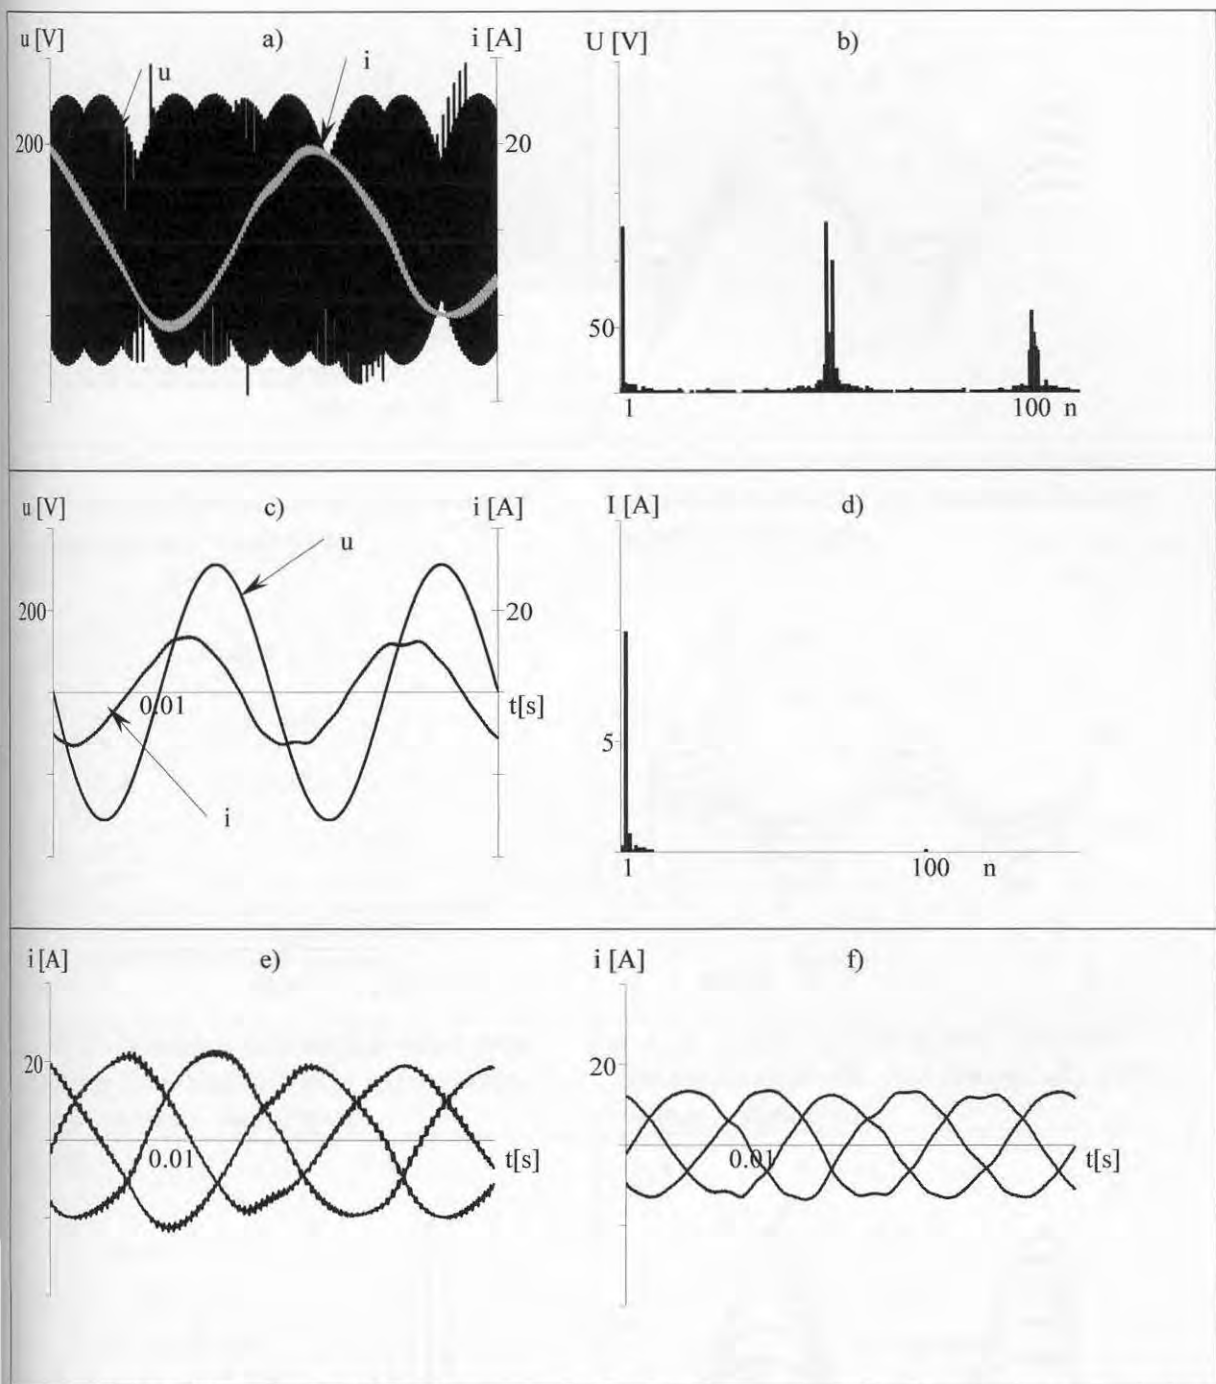 u [V] a) i [A]
u i
200 20
U [V] b)
50
1 100 n
u [V] c) i [A]
u
200 20
0.01 t[s]
i
I [A] d)
5
1 100 n
i [A] e)
20
0.01 t[s]
i [A] f)
20
0.01 t[s]